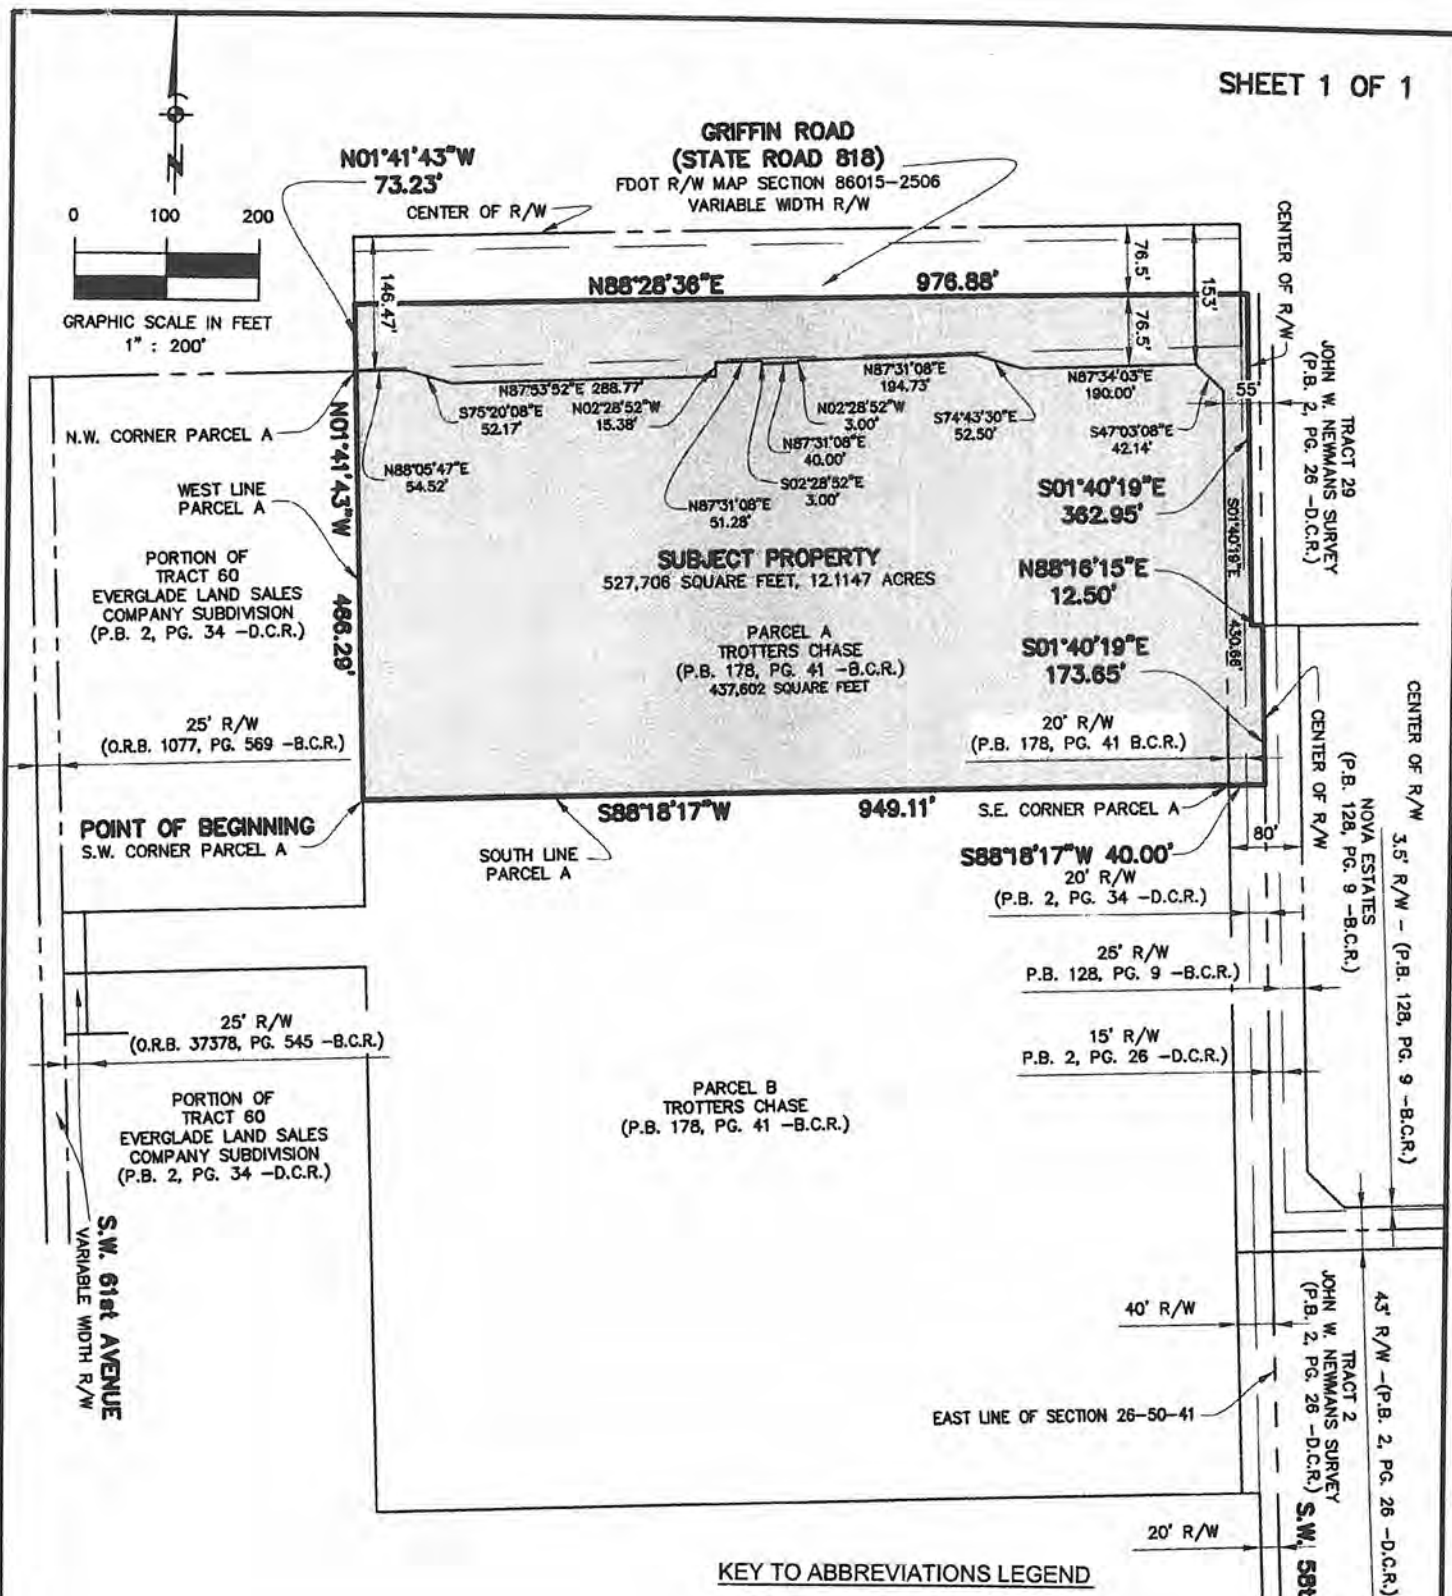 SHEET 1 OF 1
N
0 100 200
GRAPHIC SCALE IN FEET
1" : 200'
N01°41'43"W
73.23'
GRIFFIN ROAD
(STATE ROAD 818)
FDOT R/W MAP SECTION 86015-2506
VARIABLE WIDTH R/W
CENTER OF R/W
146.47'
N88°28'36"E 976.88'
76.5'
76.5'
153'
CENTER OF R/W
55'
TRACT 29
JOHN W. NEWMANS SURVEY
(P.B. 2, PG. 26 -D.C.R.)
N.W. CORNER PARCEL A
N88°05'47"E
54.52'
S75°20'08"E
52.17'
N87°53'52"E 288.77'
N02°28'52"W
15.38'
N87°31'08"E
51.28'
S02°28'52"E
3.00'
N87°31'08"E
40.00'
N02°28'52"W
3.00'
N87°31'08"E
194.73'
S74°43'30"E
52.50'
N87°34'03"E
190.00'
S47°03'08"E
42.14'
WEST LINE
PARCEL A
N01°41'43"W 486.29'
PORTION OF
TRACT 60
EVERGLADE LAND SALES
COMPANY SUBDIVISION
(P.B. 2, PG. 34 -D.C.R.)
SUBJECT PROPERTY
527,706 SQUARE FEET, 12.1147 ACRES
PARCEL A
TROTTERS CHASE
(P.B. 178, PG. 41 -B.C.R.)
437,602 SQUARE FEET
S01°40'19"E
362.95'
S01°40'19"E 430.66'
N88°16'15"E
12.50'
S01°40'19"E
173.65'
20' R/W
(P.B. 178, PG. 41 B.C.R.)
25' R/W
(O.R.B. 1077, PG. 569 -B.C.R.)
POINT OF BEGINNING
S.W. CORNER PARCEL A
S88°18'17"W 949.11'
SOUTH LINE
PARCEL A
S.E. CORNER PARCEL A
S88°18'17"W 40.00'
80'
CENTER OF R/W
NOVA ESTATES
(P.B. 128, PG. 9 -B.C.R.)
CENTER OF R/W
3.5' R/W - (P.B. 128, PG. 9 -B.C.R.)
20' R/W
(P.B. 2, PG. 34 -D.C.R.)
25' R/W
P.B. 128, PG. 9 -B.C.R.)
15' R/W
P.B. 2, PG. 26 -D.C.R.)
25' R/W
(O.R.B. 37378, PG. 545 -B.C.R.)
PORTION OF
TRACT 60
EVERGLADE LAND SALES
COMPANY SUBDIVISION
(P.B. 2, PG. 34 -D.C.R.)
PARCEL B
TROTTERS CHASE
(P.B. 178, PG. 41 -B.C.R.)
S.W. 61st AVENUE
VARIABLE WIDTH R/W
40' R/W
EAST LINE OF SECTION 26-50-41
TRACT 2
JOHN W. NEWMANS SURVEY
(P.B. 2, PG. 26 -D.C.R.)
43' R/W -(P.B. 2, PG. 26 -D.C.R.)
S.W. 58t
20' R/W
KEY TO ABBREVIATIONS LEGEND